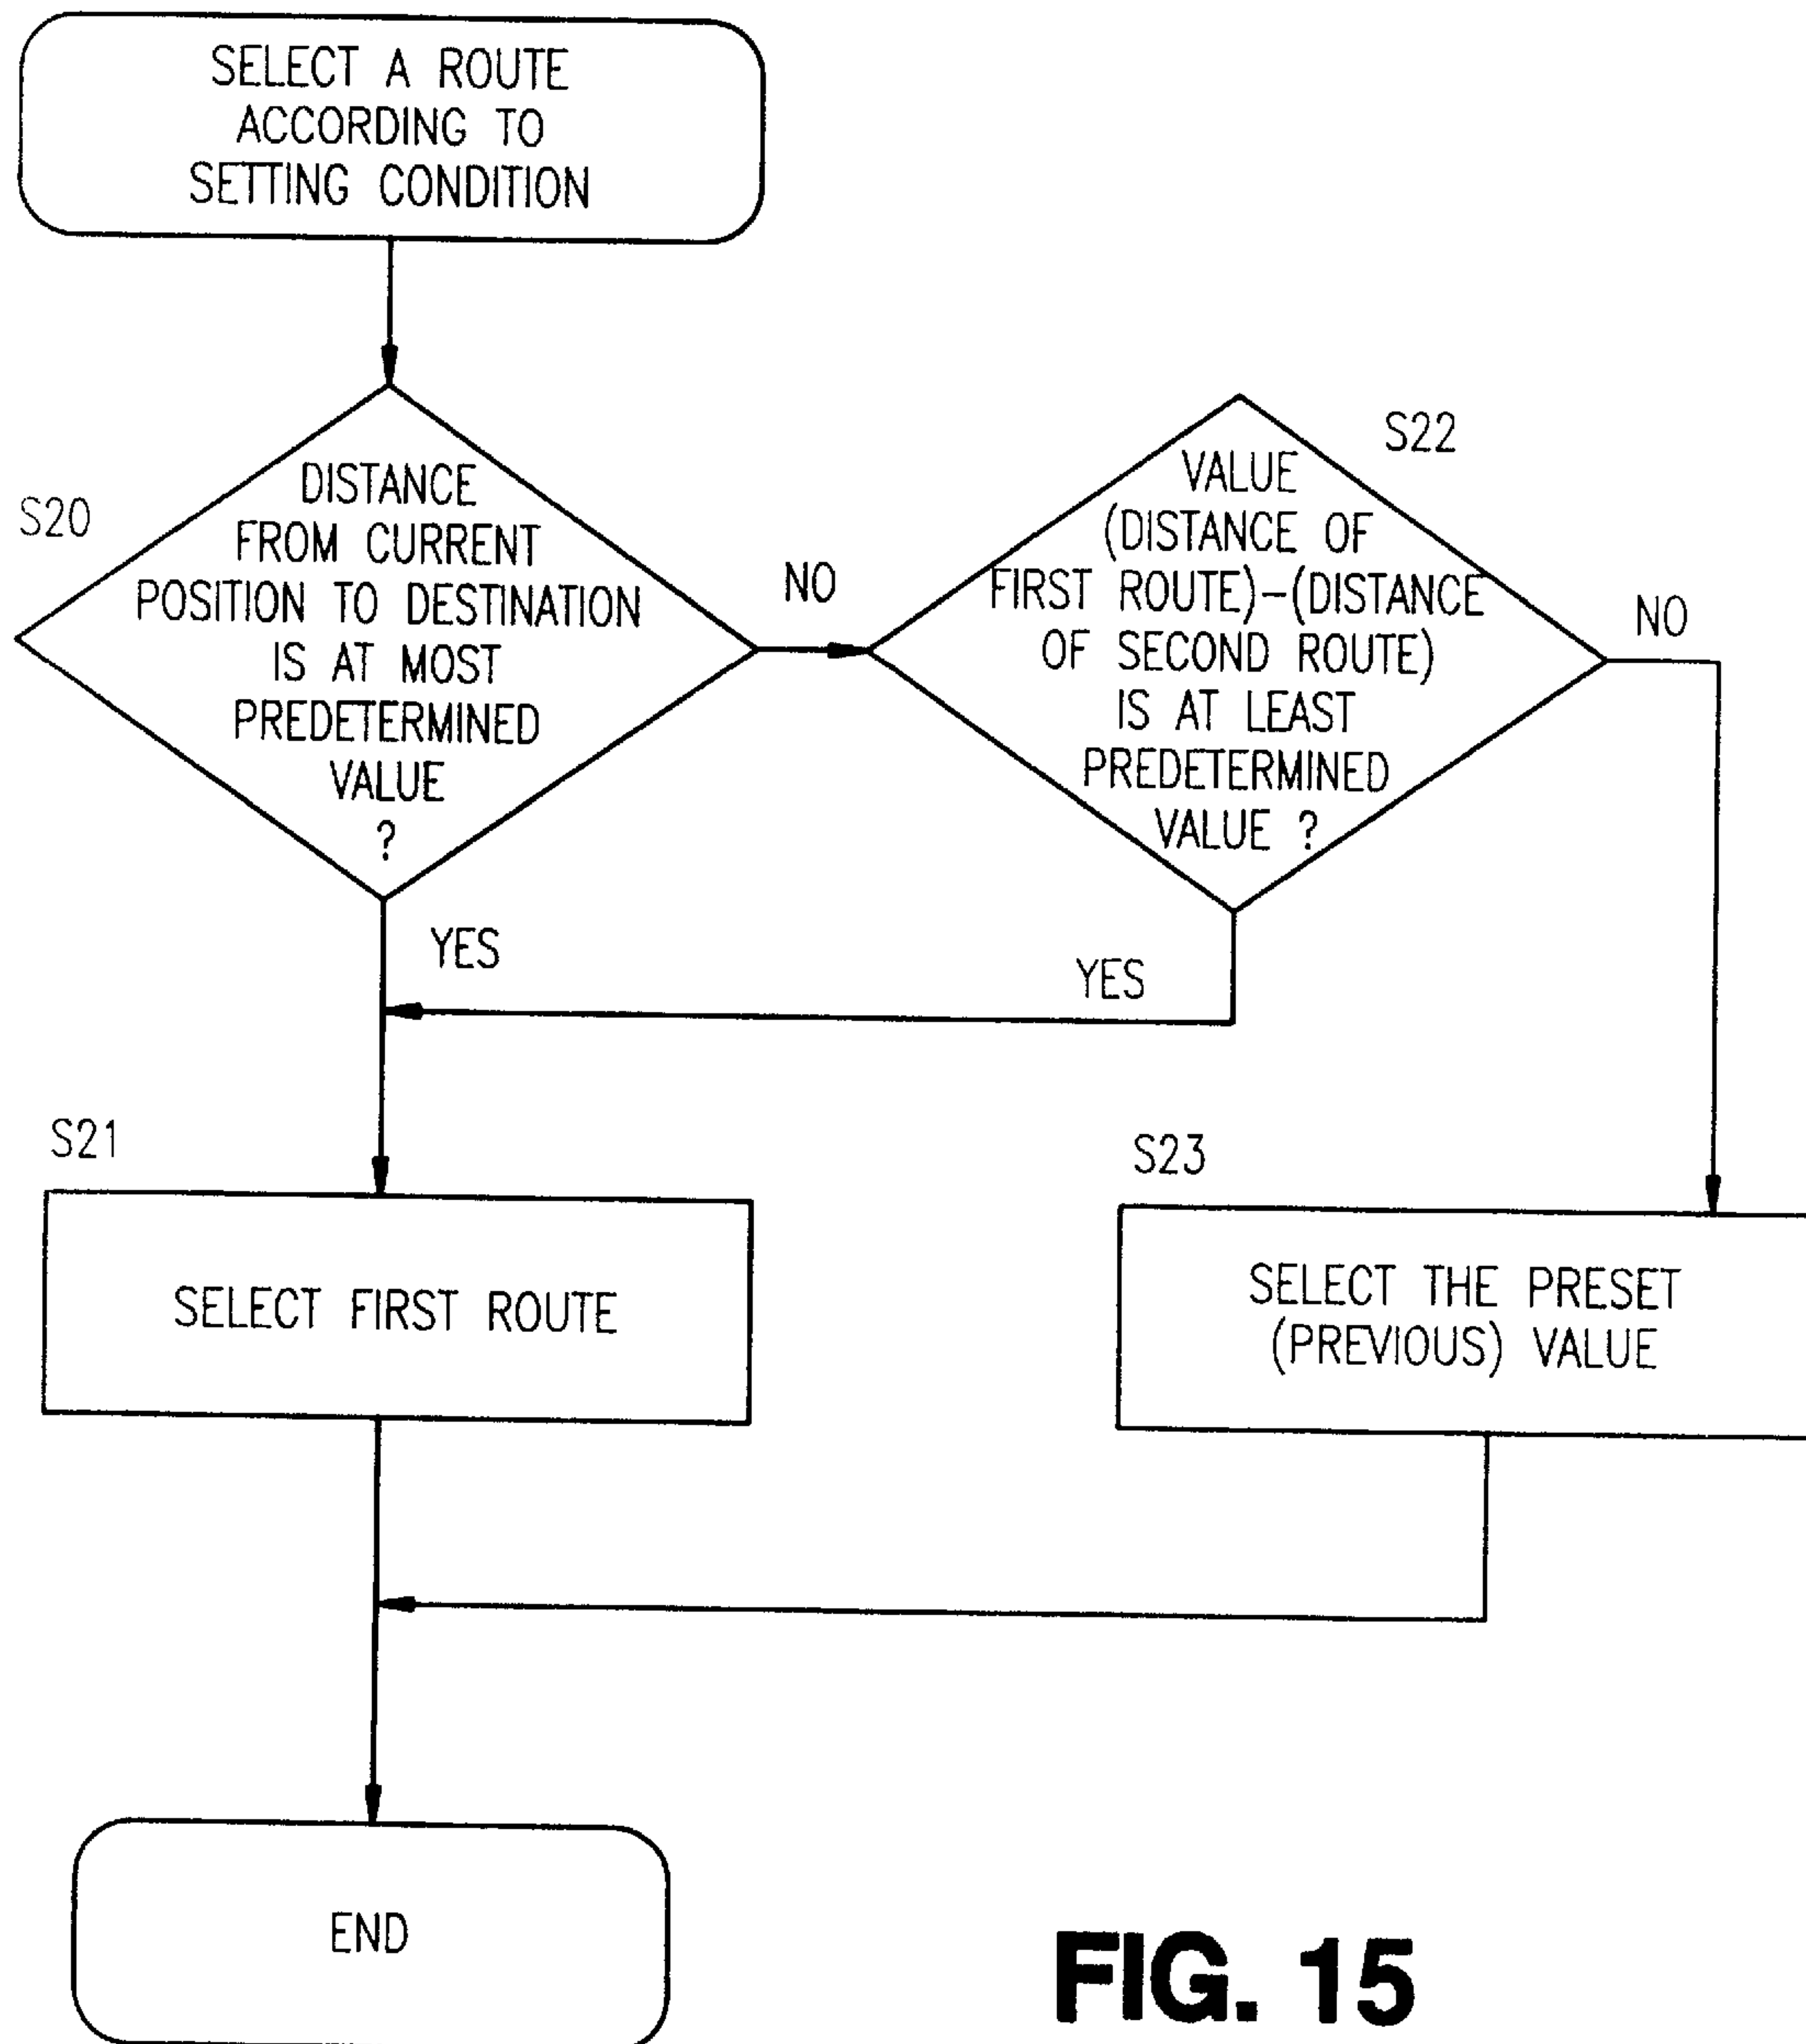 SELECT A ROUTE
ACCORDING TO
SETTING CONDITION
S20
DISTANCE
FROM CURRENT
POSITION TO DESTINATION
IS AT MOST
PREDETERMINED
VALUE
?
NO
S22
VALUE
(DISTANCE OF
FIRST ROUTE)-(DISTANCE
OF SECOND ROUTE)
IS AT LEAST
PREDETERMINED
VALUE ?
NO
YES
YES
S21
SELECT FIRST ROUTE
S23
SELECT THE PRESET
(PREVIOUS) VALUE
END
FIG. 15